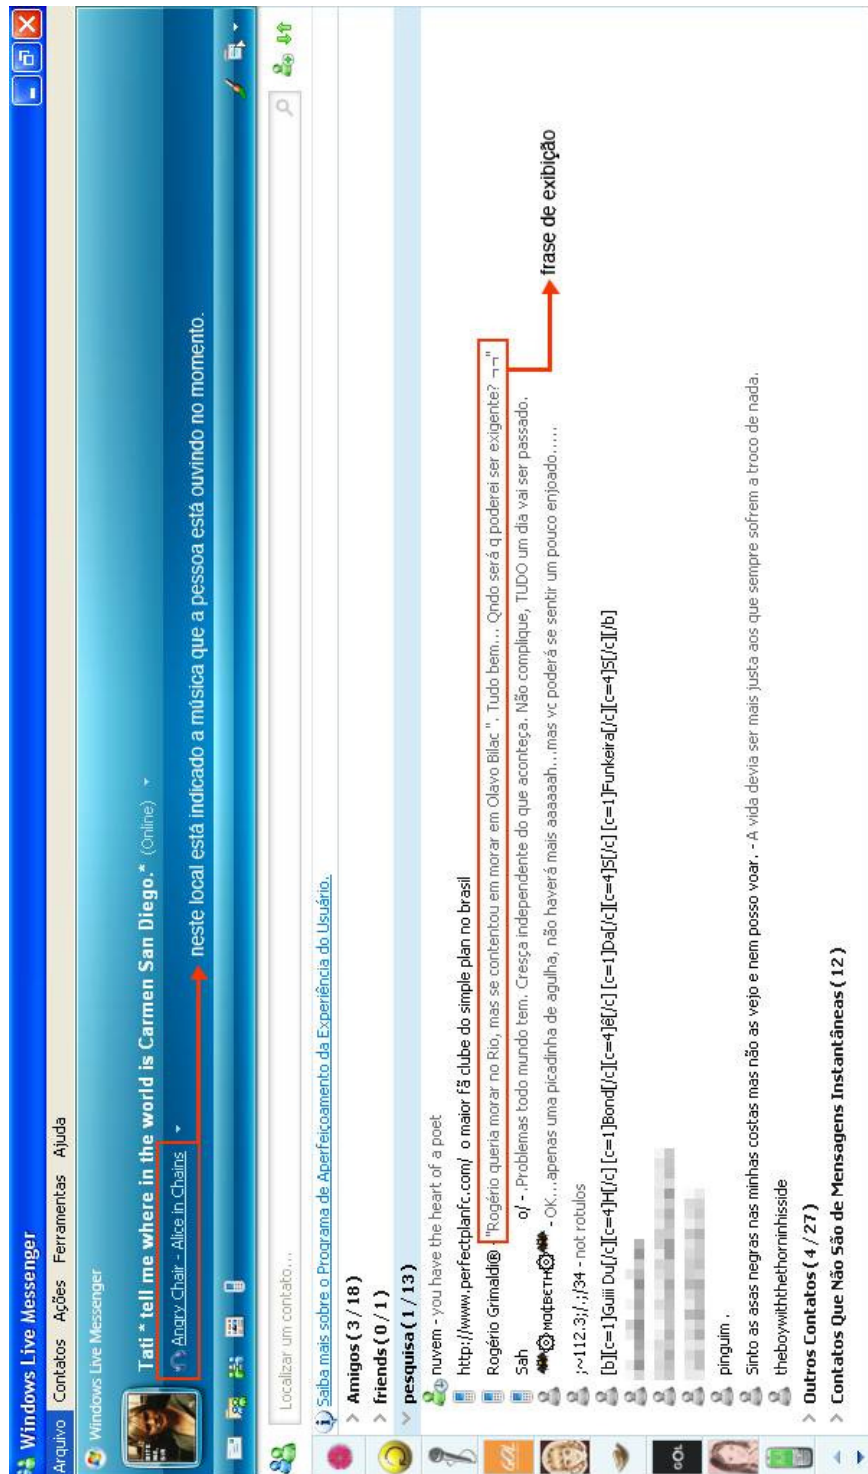 Windows Live Messenger
Arquivo Contatos Ações Ferramentas Ajuda
Windows Live Messenger
Tati * tell me where in the world is Carmen San Diego.* (Online)
Angry Chair - Alice in Chains
neste local está indicado a música que a pessoa está ouvindo no momento.
Localizar um contato...
Saiba mais sobre o Programa de Aperfeiçoamento da Experiência do Usuário.
Amigos ( 3 / 18 )
friends ( 0 / 1 )
pesquisa ( 1 / 13 )
nuvem - you have the heart of a poet
http://www.perfectplanfc.com/ o maior fã clube do simple plan no brasil
Rogério Grimaldi® - "Rogério queria morar no Rio, mas se contentou em morar em Olavo Bilac ". Tudo bem... Qndo será q poderei ser exigente? ¬¬"
frase de exibição
Sah o/ - .Problemas todo mundo tem. Cresça independente do que aconteça. Não complique, TUDO um dia vai ser passado.
- OK...apenas uma picadinha de agulha, não haverá mais aaaaaah...mas vc poderá se sentir um pouco enjoado.....
;~112.3;/.;/34 - not rotulos
[b][c=1]Guiii Du[/c][c=4]H[/c] [c=1]Bond[/c][c=4]ê[/c] [c=1]Da[/c][c=4]S[/c] [c=1]Funkeira[/c][c=4]S[/c][/b]
pinguim .
Sinto as asas negras nas minhas costas mas não as vejo e nem posso voar. - A vida devia ser mais justa aos que sempre sofrem a troco de nada.
theboywiththethorninhisside
Outros Contatos ( 4 / 27 )
Contatos Que Não São de Mensagens Instantâneas ( 12 )
GOL